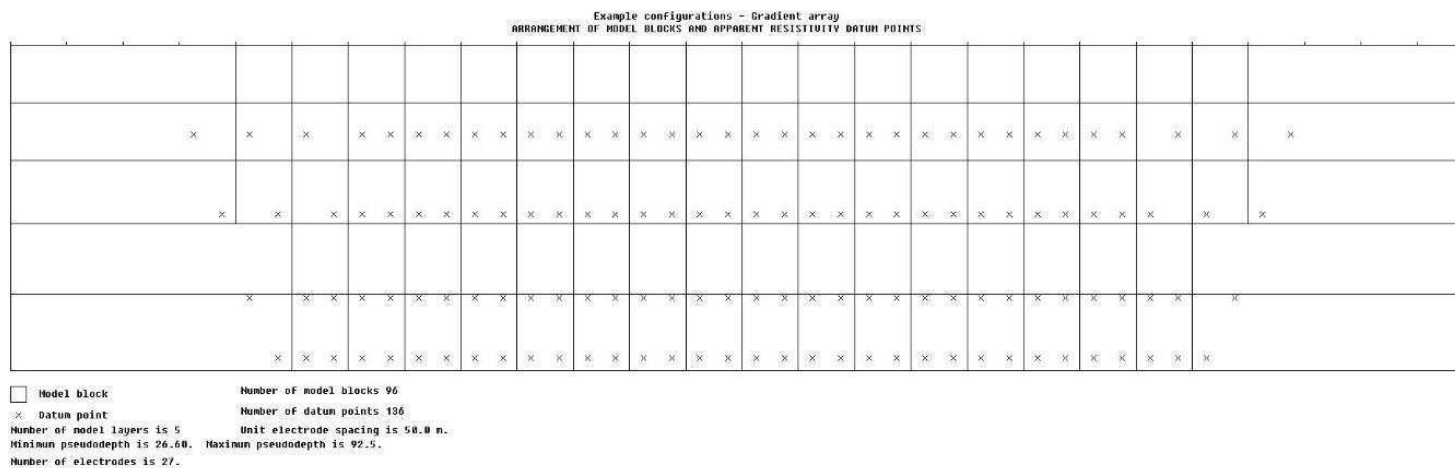 Example configurations - Gradient array
ARRANGEMENT OF MODEL BLOCKS AND APPARENT RESISTIVITY DATUM POINTS
Model block
Number of model blocks 96
× Datum point
Number of datum points 136
Number of model layers is 5
Unit electrode spacing is 50.0 m.
Minimum pseudodepth is 26.60. Maximum pseudodepth is 92.5.
Number of electrodes is 27.